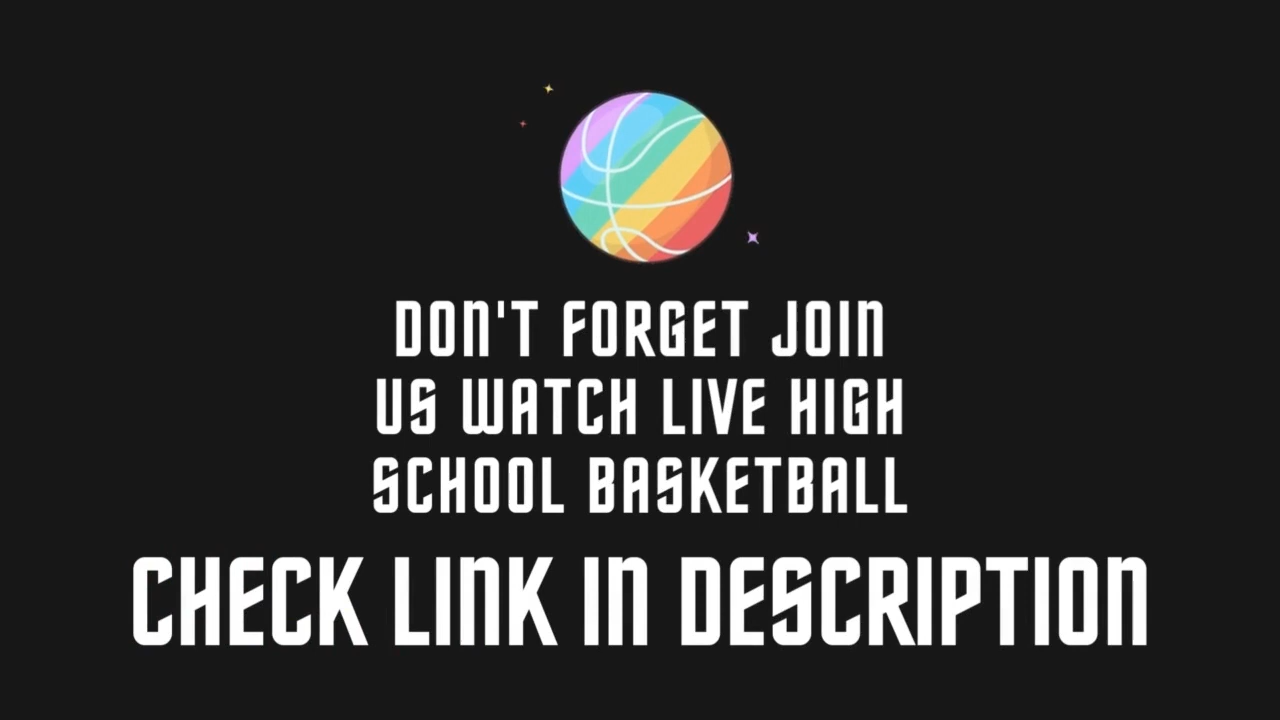 DON'T FORGET JOIN
US WATCH LIVE HIGH
SCHOOL BASKETBALL
CHECK LINK IN DESCRIPTION